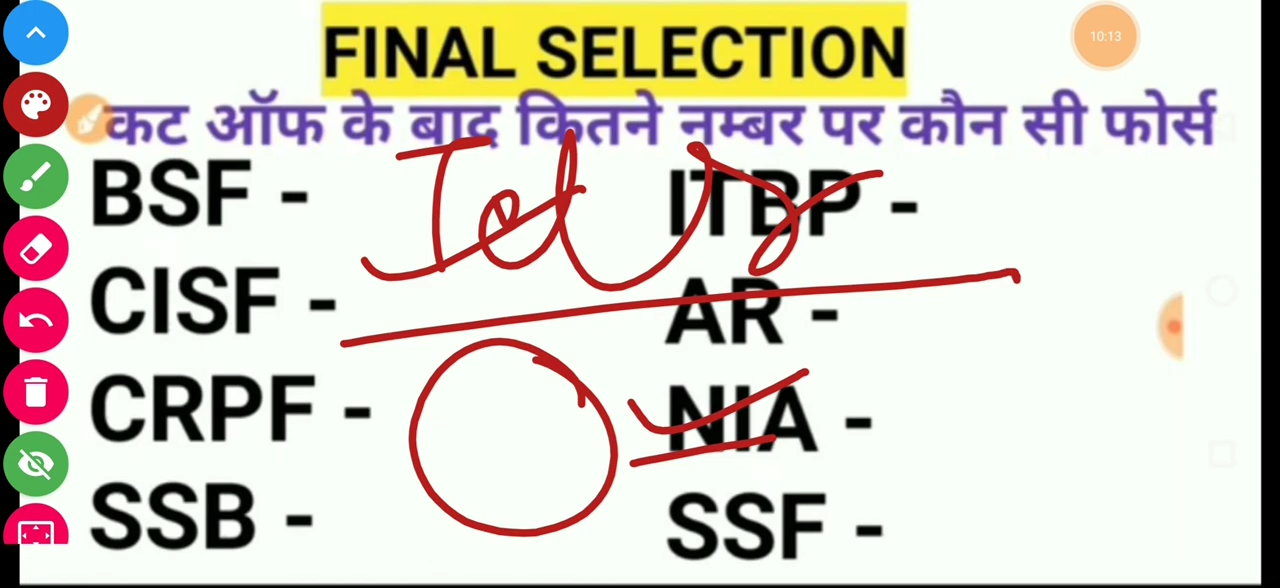 10:13
FINAL SELECTION
कट ऑफ के बाद कितने नम्बर पर कौन सी फोर्स
BSF -
ITBP -
CISF -
AR -
CRPF -
NIA -
SSB -
SSF -